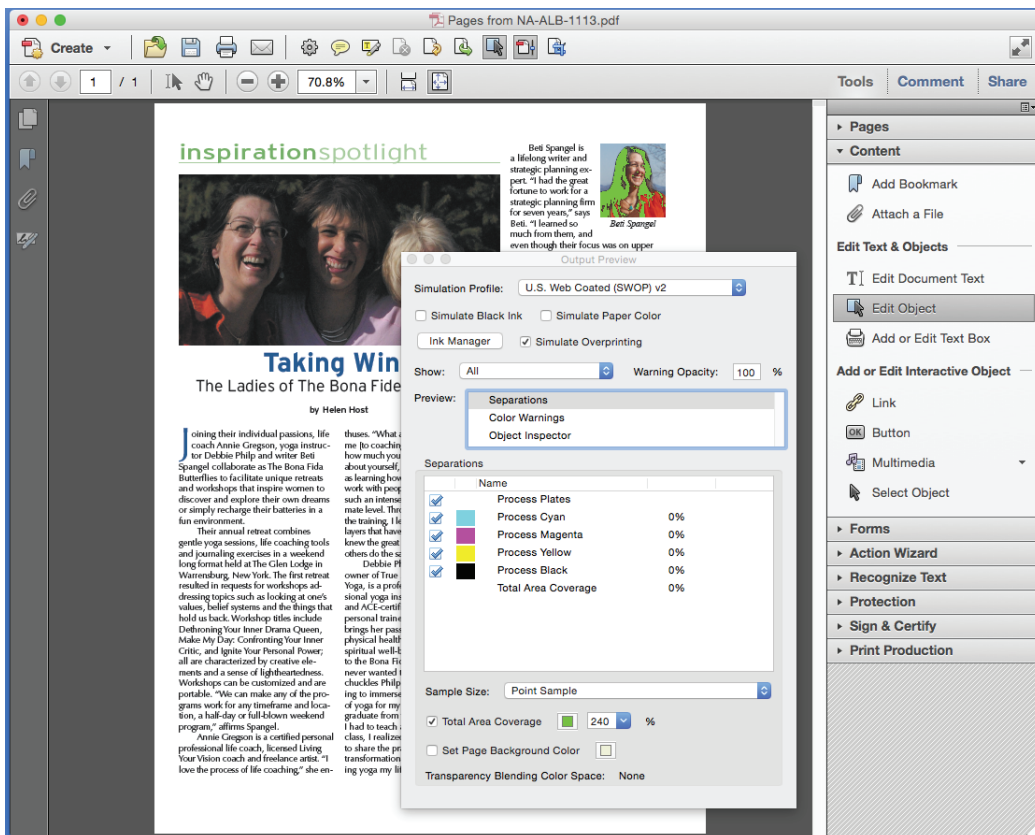 Pages from NA-ALB-1113.pdf
Create
1 / 1 70.8% Tools Comment Share
inspirationspotlight
Beti Spangel is
a lifelong writer and
strategic planning ex-
pert. "I had the great
fortune to work for a
strategic planning firm
for seven years," says
Beti. "I learned so
much from them, and
even though their focus was on upper
Beti Spangel
Taking Win
The Ladies of The Bona Fide
by Helen Host
Joining their individual passions, life
coach Annie Gregson, yoga instruc-
tor Debbie Philp and writer Beti
Spangel collaborate as The Bona Fida
Butterflies to facilitate unique retreats
and workshops that inspire women to
discover and explore their own dreams
or simply recharge their batteries in a
fun environment.
Their annual retreat combines
gentle yoga sessions, life coaching tools
and journaling exercises in a weekend
long format held at The Glen Lodge in
Warrensburg, New York. The first retreat
resulted in requests for workshops ad-
dressing topics such as looking at one's
values, belief systems and the things that
hold us back. Workshop titles include
Dethroning Your Inner Drama Queen,
Make My Day: Confronting Your Inner
Critic, and Ignite Your Personal Power;
all are characterized by creative ele-
ments and a sense of lightheartedness.
Workshops can be customized and are
portable. "We can make any of the pro-
grams work for any timeframe and loca-
tion, a half-day or full-blown weekend
program," affirms Spangel.
Annie Gregson is a certified personal
professional life coach, licensed Living
Your Vision coach and freelance artist. "I
love the process of life coaching," she en-
thuses. "What a
me [to coaching
how much you
about yourself,
as learning how
work with peop
such an intense
mate level. Thro
the training, I le
layers that have
knew the great
others do the sa
Debbie Ph
owner of True
Yoga, is a profe
sional yoga ins
and ACE-certif
personal traine
brings her pass
physical health
spiritual well-b
to the Bona Fid
never wanted t
chuckles Philp
ing to immerse
of yoga for my
graduate from
I had to teach a
class, I realized
to share the pra
transformation
ing yoga my lif
Output Preview
Simulation Profile: U.S. Web Coated (SWOP) v2
Simulate Black Ink Simulate Paper Color
Ink Manager Simulate Overprinting
Show: All Warning Opacity: 100 %
Preview: Separations
Color Warnings
Object Inspector
Separations
Name
Process Plates
Process Cyan 0%
Process Magenta 0%
Process Yellow 0%
Process Black 0%
Total Area Coverage 0%
Sample Size: Point Sample
Total Area Coverage 240 %
Set Page Background Color
Transparency Blending Color Space: None
Pages
Content
Add Bookmark
Attach a File
Edit Text & Objects
Edit Document Text
Edit Object
Add or Edit Text Box
Add or Edit Interactive Object
Link
OK Button
Multimedia
Select Object
Forms
Action Wizard
Recognize Text
Protection
Sign & Certify
Print Production